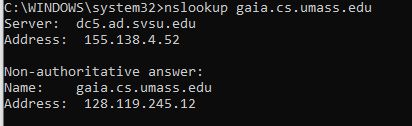 C:\WINDOWS\system32>nslookup gaia.cs.umass.edu
Server:  dc5.ad.svsu.edu
Address:  155.138.4.52

Non-authoritative answer:
Name:    gaia.cs.umass.edu
Address:  128.119.245.12